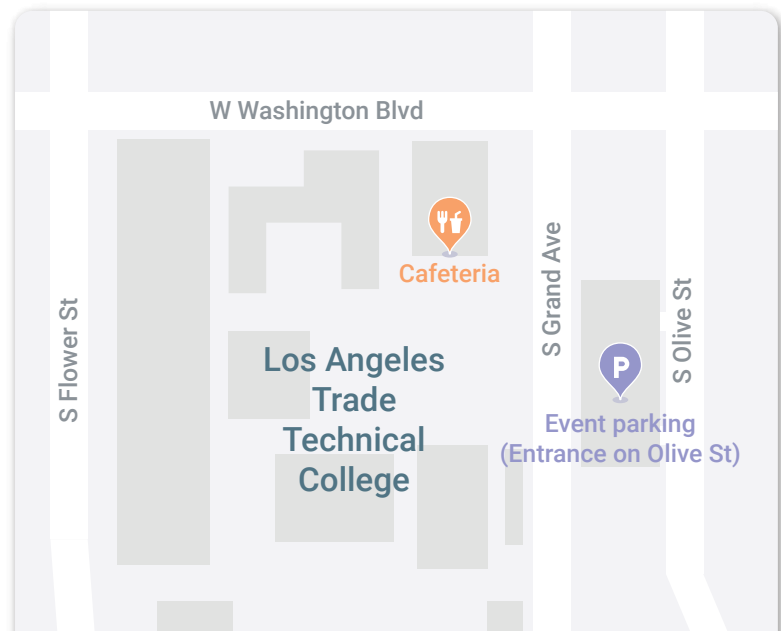 W Washington Blvd
Cafeteria
S Grand Ave
S Olive St
S Flower St
Los Angeles
Trade
Technical
College
P
Event parking
(Entrance on Olive St)